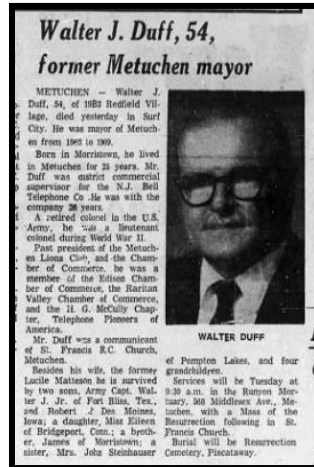 Walter J. Duff, 54,
former Metuchen mayor
METUCHEN – Walter J.
Duff, 54, of 19B3 Redfield Vil-
lage, died yesterday in Surf
City. He was mayor of Metuch-
en from 1963 to 1969.
Born in Morristown, he lived
in Metuchen for 25 years. Mr.
Duff was district commercial
supervisor for the N.J. Bell
Telephone Co .He was with the
company 26 years.
A retired colonel in the U.S.
Army, he was a lieutenant
colonel during World War II.
Past president of the Metuch-
en Lions Club, and the Cham-
ber of Commerce, he was a
member of the Edison Cham-
ber of Commerce, the Raritan
Valley Chamber of Commerce,
and the H. G. McCully Chap-
ter, Telephone Pioneers of
America.
Mr. Duff was a communicant
of St. Francis R.C. Church,
Metuchen.
Besides his wife, the former
Lucile Matteson he is survived
by two sons, Army Capt. Wal-
ter J. Jr. of Fort Bliss, Tex.,
and Robert of Des Moines,
Iowa; a daughter, Miss Eileen
of Bridgeport, Conn.; a broth-
er, James of Morristown; a
sister, Mrs. John Steinhauser
WALTER DUFF
of Pompton Lakes, and four
grandchildren.
Services will be Tuesday at
9:30 a.m. in the Runyon Mor-
tuary, 568 Middlesex Ave., Me-
tuchen, with a Mass of the
Resurrection following in St.
Francis Church.
Burial will be Resurrection
Cemetery, Piscataway.